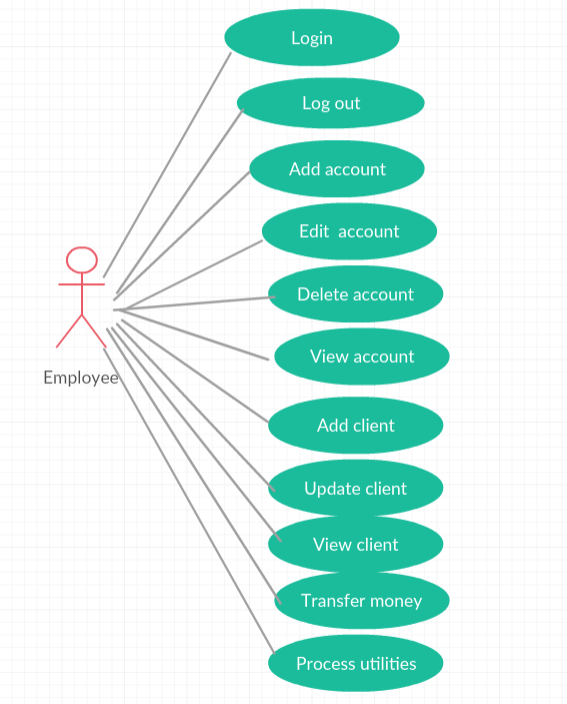 Login
Log out
Add account
Edit  account
Delete account
View account
Employee
Add client
Update client
View client
Transfer money
Process utilities